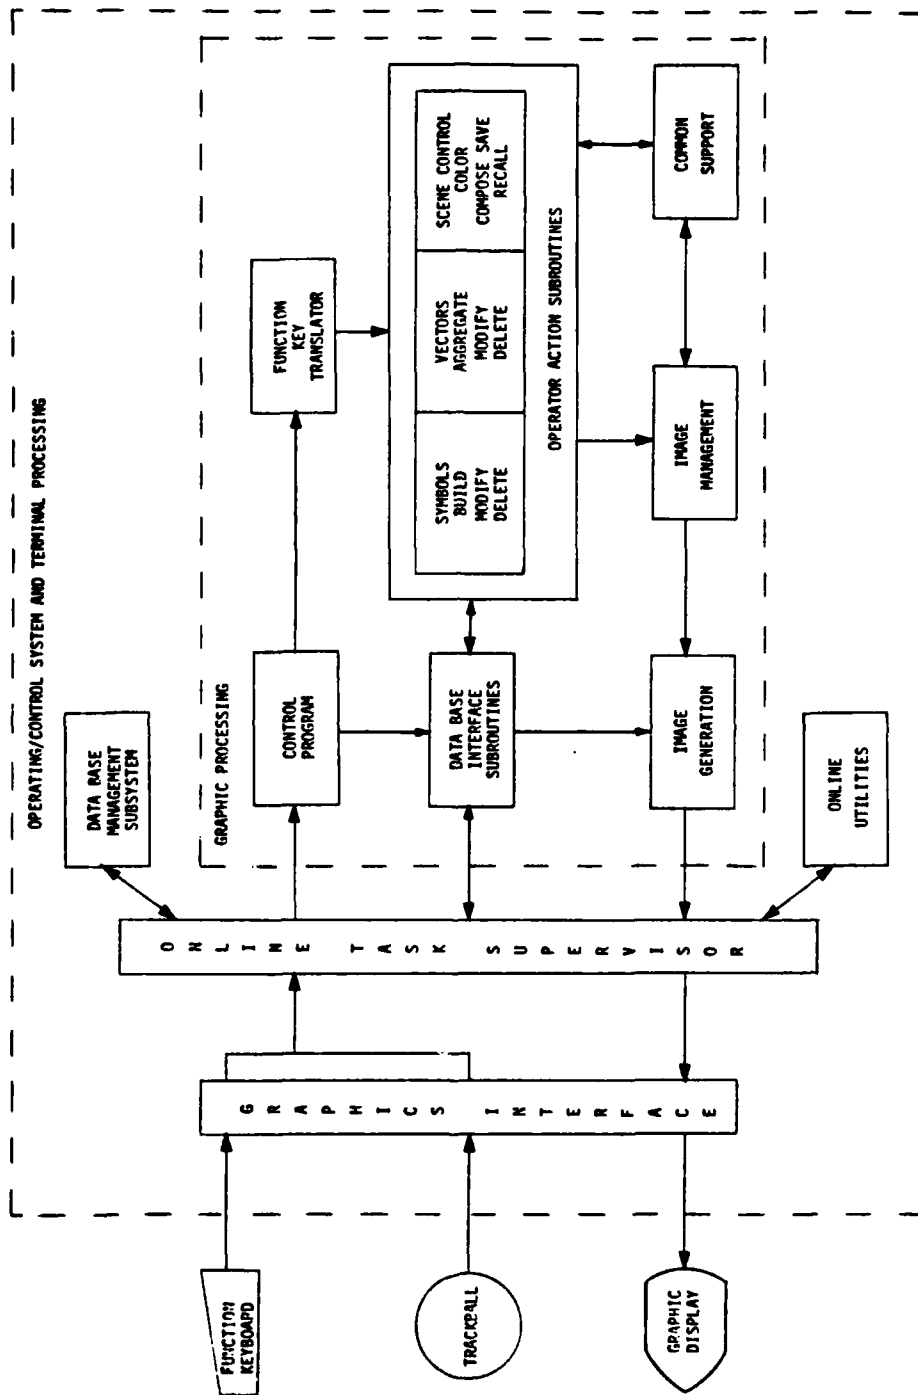 OPERATING/CONTROL SYSTEM AND TERMINAL PROCESSING
DATA BASE
MANAGEMENT
SUBSYSTEM
GRAPHIC PROCESSING
FUNCTION
KEYBOARD
CONTROL
PROGRAM
FUNCTION
KEY
TRANSLATOR
GRAPHICS INTERFACE
ONLINE TASK SUPERVISOR
TRACKBALL
DATA BASE
INTERFACE
SUBROUTINES
SYMBOLS
BUILD
MODIFY
DELETE
VECTORS
AGGREGATE
MODIFY
DELETE
SCENE CONTROL
COLOR
COMPOSE SAVE
RECALL
OPERATOR ACTION SUBROUTINES
GRAPHIC
DISPLAY
IMAGE
GENERATION
IMAGE
MANAGEMENT
COMMON
SUPPORT
ONLINE
UTILITIES